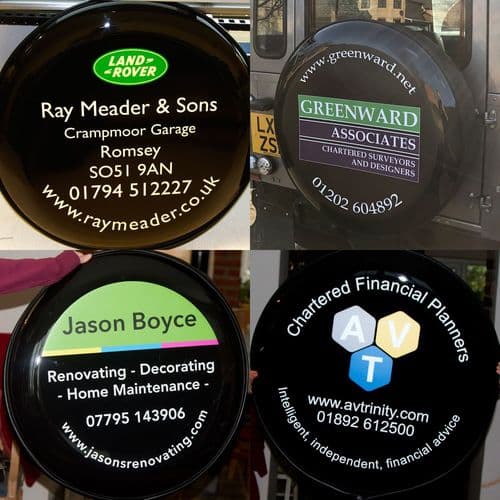 LAND-
-ROVER
Ray Meader & Sons
Crampmoor Garage
Romsey
SO51 9AN
01794 512227
www.raymeader.co.uk
www.greenward.net
GREENWARD
ASSOCIATES
CHARTERED SURVEYORS
AND DESIGNERS
01202 604892
LX
ZS
Jason Boyce
Renovating - Decorating
- Home Maintenance -
07795 143906
www.jasonsrenovating.com
Chartered Financial Planners
A V
T
www.avtrinity.com
01892 612500
Intelligent, independent, financial advice